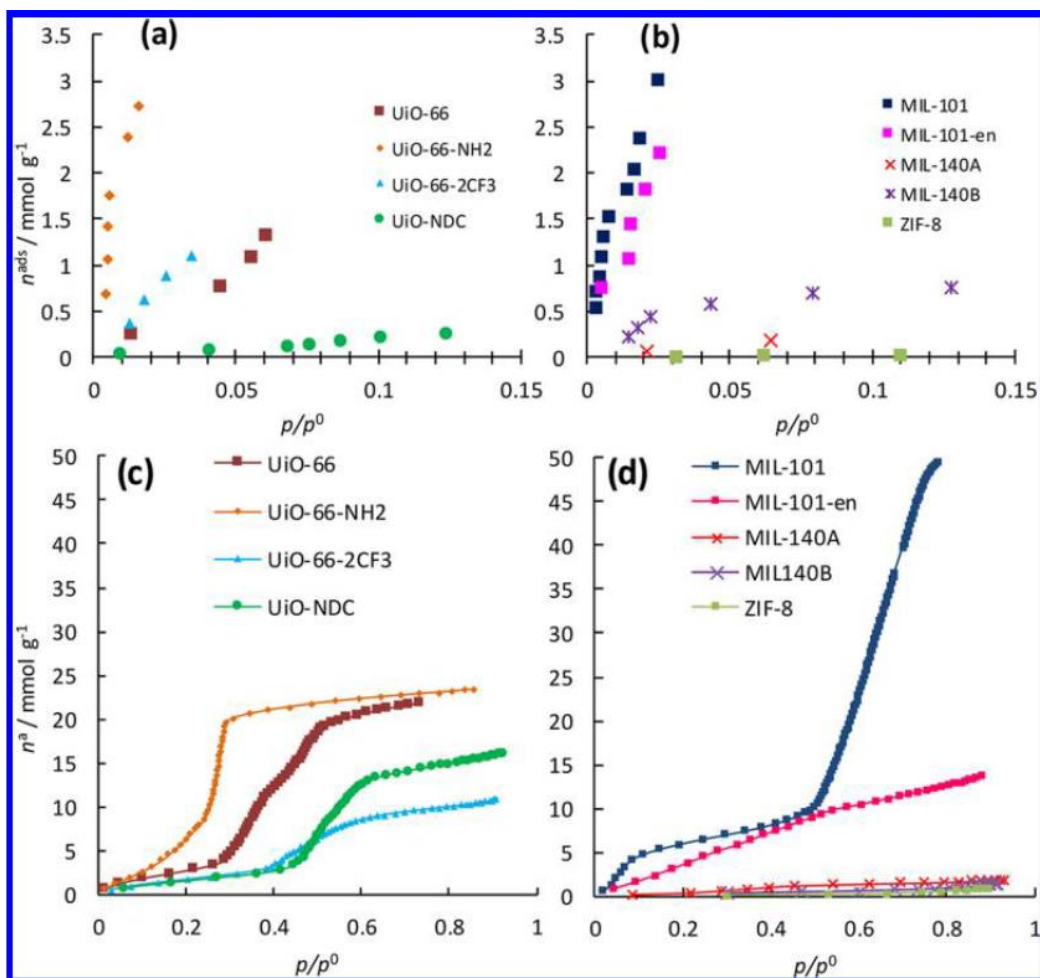 (a)
3.5
3
2.5
2
1.5
1
0.5
0
n^ads / mmol g^-1
UiO-66
UiO-66-NH2
UiO-66-2CF3
UiO-NDC
0 0.05 0.1 0.15
p/p^0
(b)
3.5
3
2.5
2
1.5
1
0.5
0
MIL-101
MIL-101-en
MIL-140A
MIL-140B
ZIF-8
0 0.05 0.1 0.15
p/p^0
(c)
50
45
40
35
30
25
20
15
10
5
0
n^a / mmol g^-1
UiO-66
UiO-66-NH2
UiO-66-2CF3
UiO-NDC
0 0.2 0.4 0.6 0.8 1
p/p^0
(d)
50
45
40
35
30
25
20
15
10
5
0
MIL-101
MIL-101-en
MIL-140A
MIL140B
ZIF-8
0 0.2 0.4 0.6 0.8 1
p/p^0